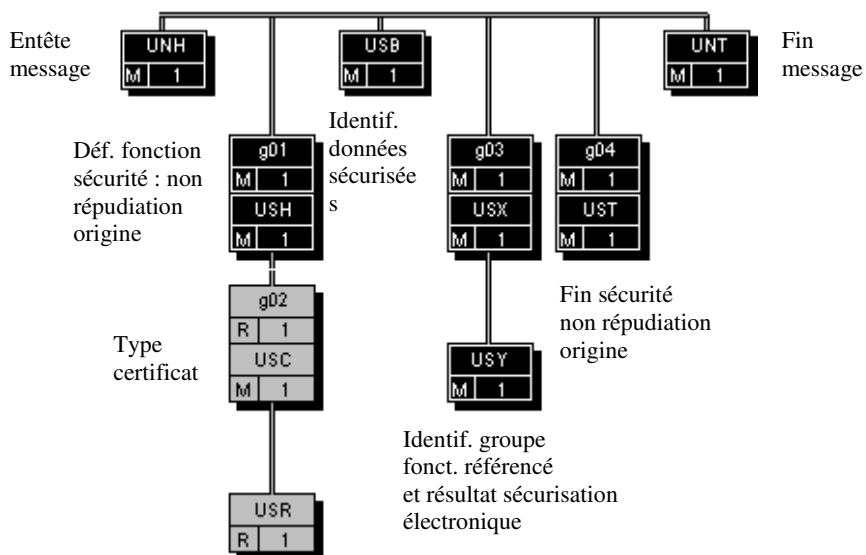 Entête
message
UNH
M 1
USB
M 1
UNT
M 1
Fin
message
Déf. fonction
sécurité : non
répudiation
origine
g01
M 1
USH
M 1
Identif.
données
sécurisée
s
g03
M 1
USX
M 1
g04
M 1
UST
M 1
Type
certificat
g02
R 1
USC
M 1
USY
M 1
Fin sécurité
non répudiation
origine
Identif. groupe
fonct. référencé
et résultat sécurisation
électronique
USR
R 1